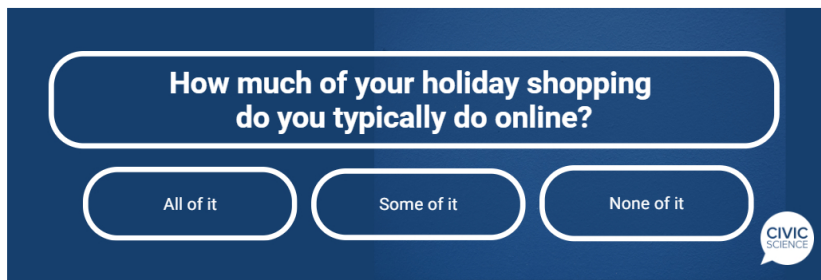 How much of your holiday shopping
do you typically do online?
All of it
Some of it
None of it
CIVIC
SCIENCE